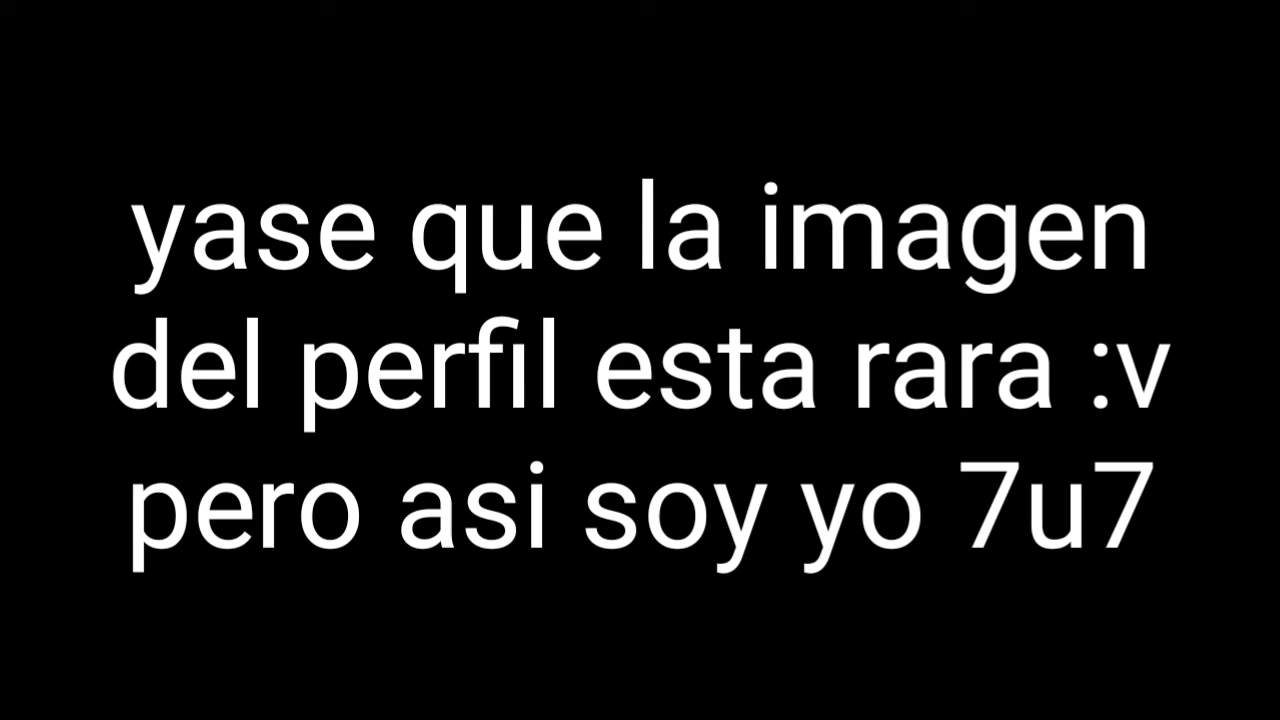 yase que la imagen
del perfil esta rara :v
pero asi soy yo 7u7